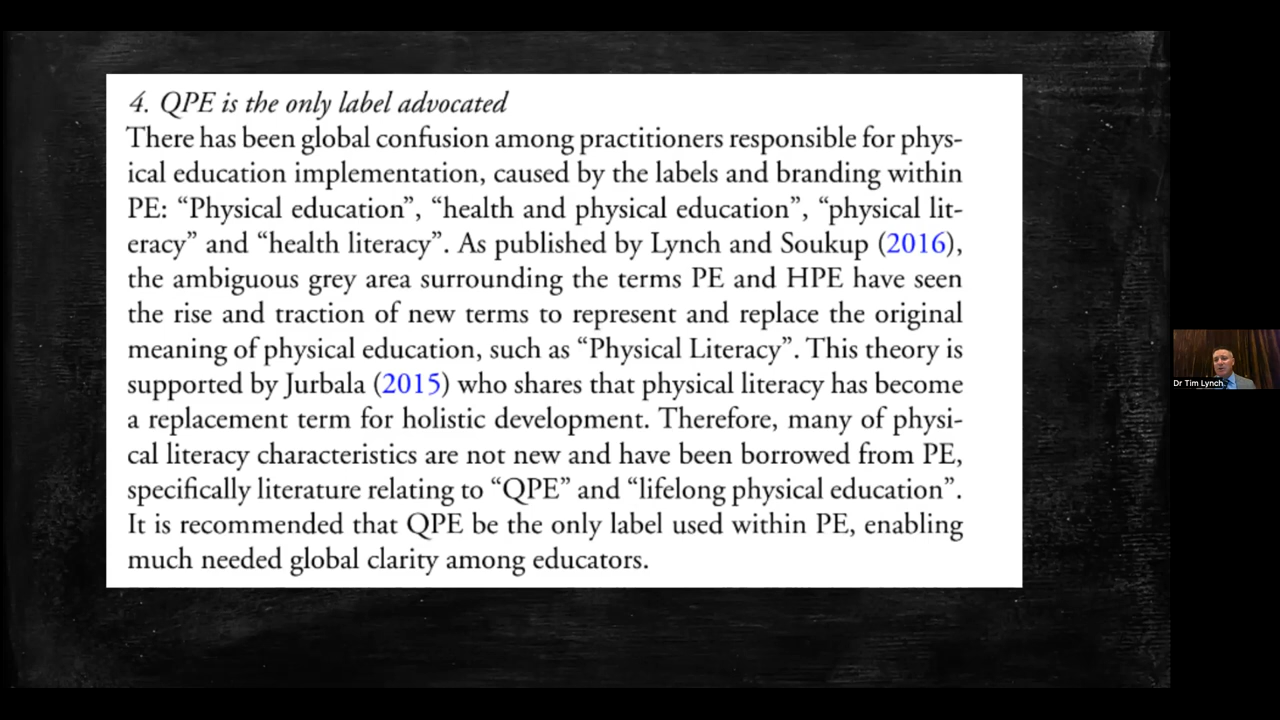 4. QPE is the only label advocated
There has been global confusion among practitioners responsible for phys-
ical education implementation, caused by the labels and branding within
PE: “Physical education”, “health and physical education”, “physical lit-
eracy” and “health literacy”. As published by Lynch and Soukup (2016),
the ambiguous grey area surrounding the terms PE and HPE have seen
the rise and traction of new terms to represent and replace the original
meaning of physical education, such as “Physical Literacy”. This theory is
supported by Jurbala (2015) who shares that physical literacy has become
a replacement term for holistic development. Therefore, many of physi-
cal literacy characteristics are not new and have been borrowed from PE,
specifically literature relating to “QPE” and “lifelong physical education”.
It is recommended that QPE be the only label used within PE, enabling
much needed global clarity among educators.
Dr Tim Lynch